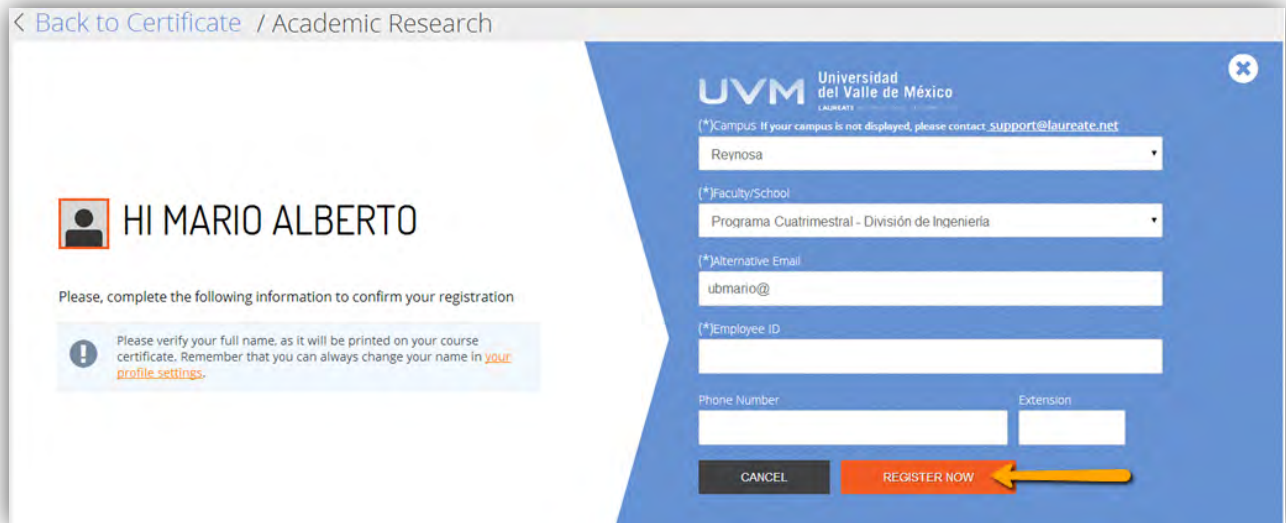 < Back to Certificate / Academic Research
HI MARIO ALBERTO
Please, complete the following information to confirm your registration
Please verify your full name, as it will be printed on your course
certificate. Remember that you can always change your name in your
profile settings.
UVM Universidad
del Valle de México
LAUREATE
(*)Campus If your campus is not displayed, please contact support@laureate.net
Reynosa
(*)Faculty/School
Programa Cuatrimestral - División de Ingeniería
(*)Alternative Email
ubmario@
(*)Employee ID
Phone Number Extension
CANCEL REGISTER NOW